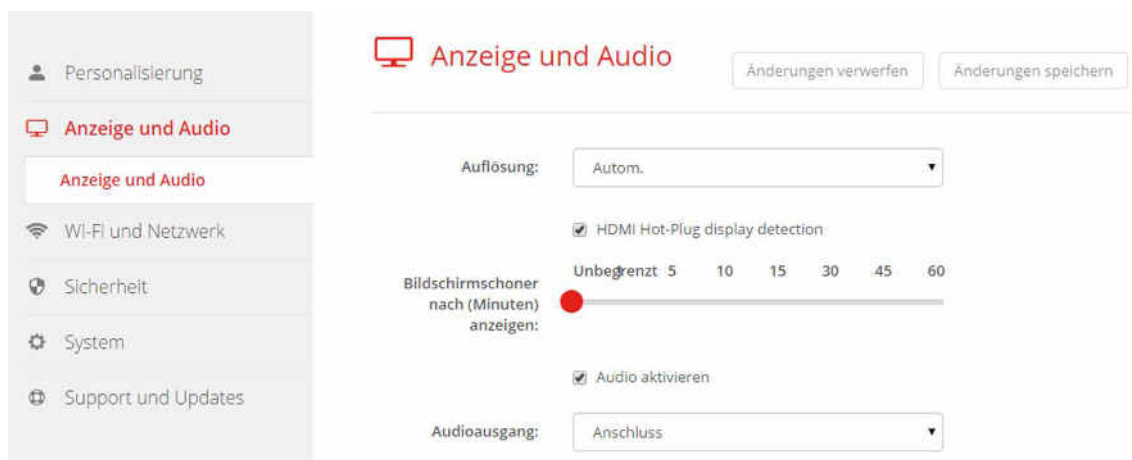 Personalisierung
Anzeige und Audio
Anzeige und Audio
Wi-Fi und Netzwerk
Sicherheit
System
Support und Updates
Anzeige und Audio
Änderungen verwerfen
Änderungen speichern
Auflösung:
Autom.
HDMI Hot-Plug display detection
Bildschirmschoner
nach (Minuten)
anzeigen:
Unbegrenzt 5 10 15 30 45 60
Audio aktivieren
Audioausgang:
Anschluss